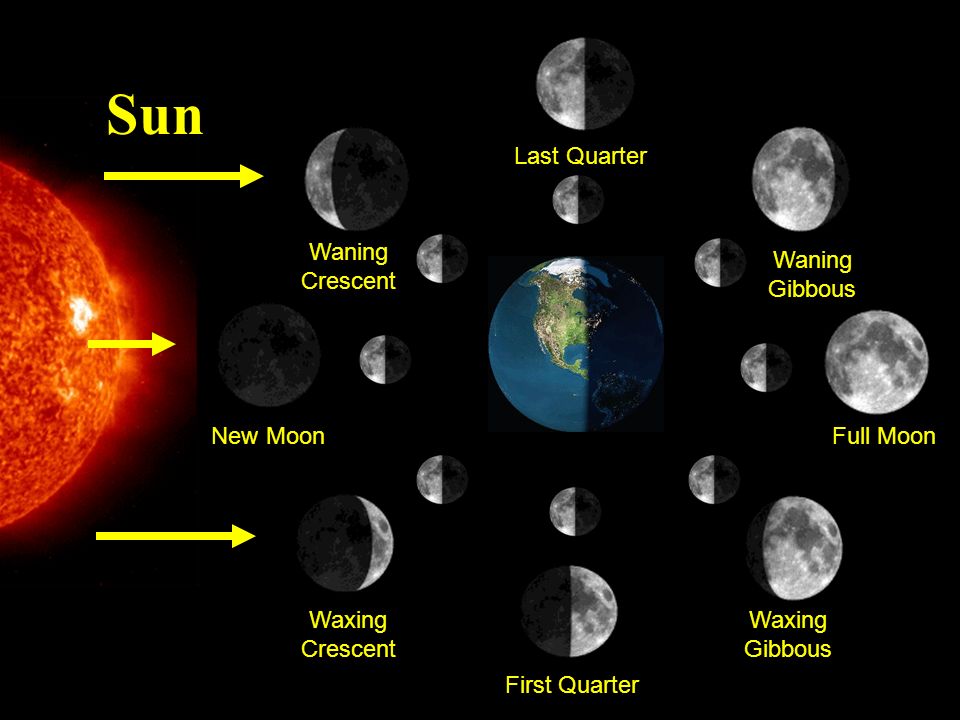 Sun
Last Quarter
Waning
Crescent
Waning
Gibbous
New Moon
Full Moon
Waxing
Crescent
Waxing
Gibbous
First Quarter